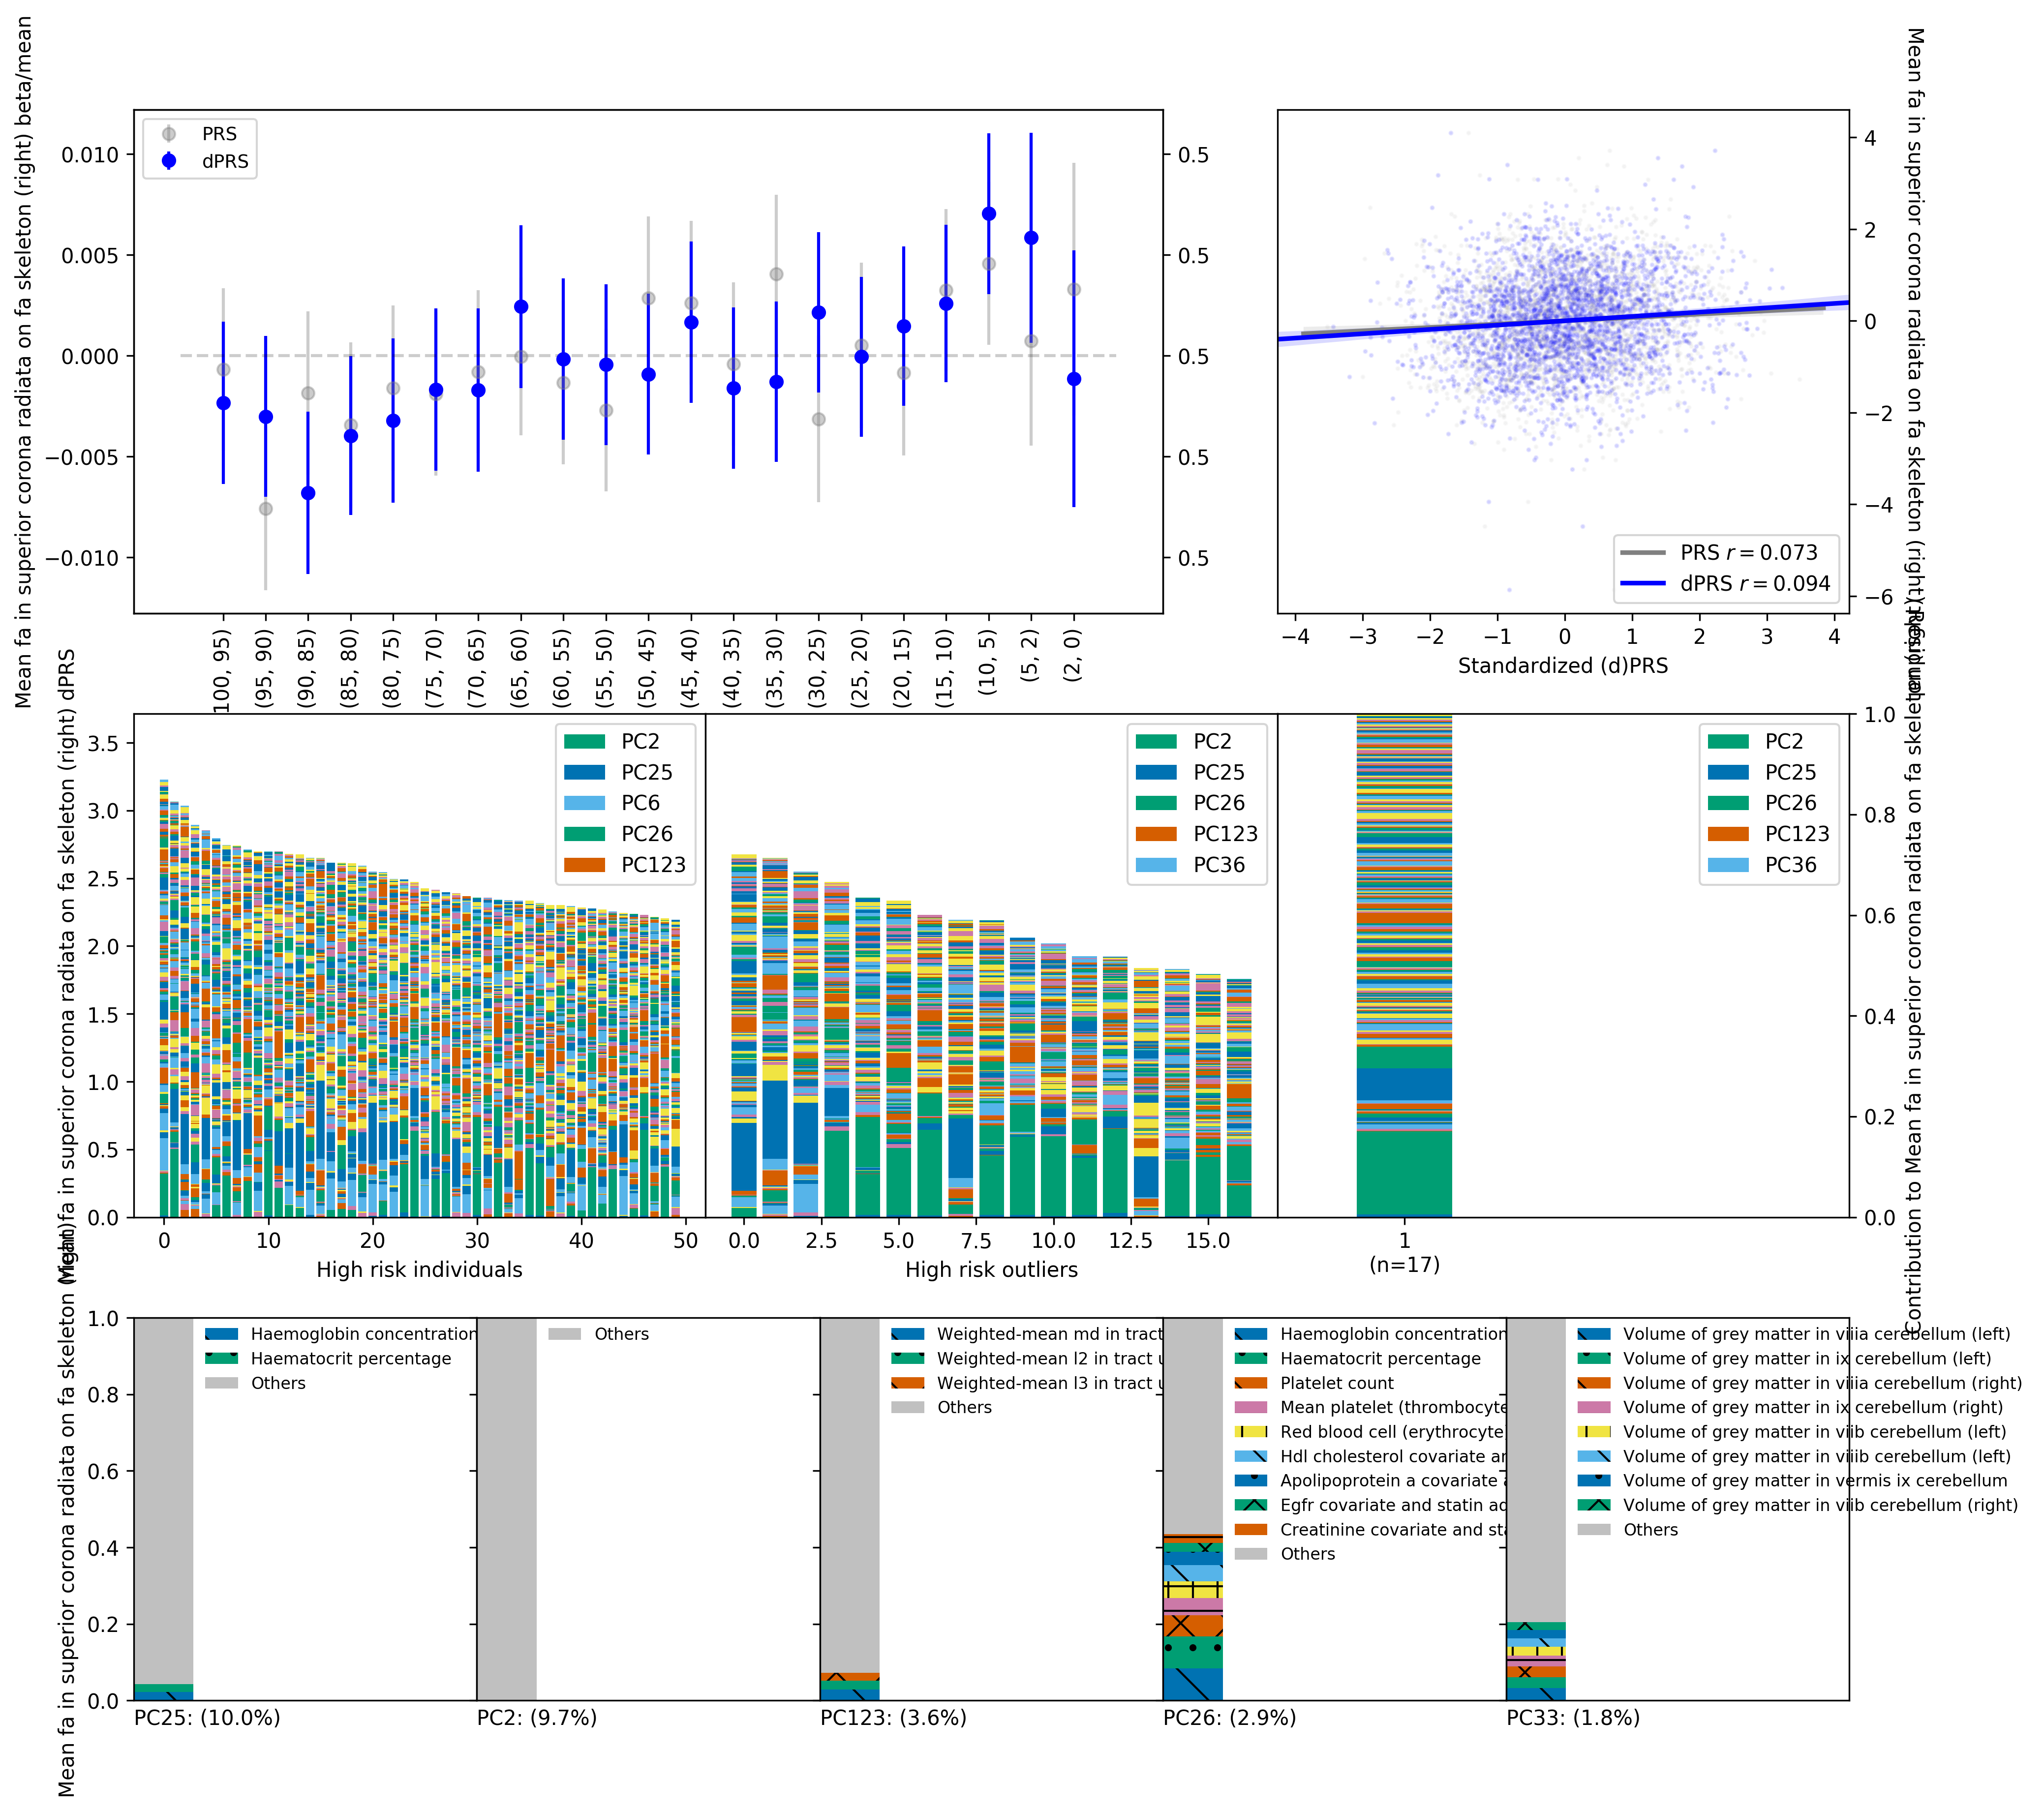 Mean fa in superior corona radiata on fa skeleton (right) beta/mean
0.010
0.005
0.000
−0.005
−0.010
PRS
dPRS
0.5
0.5
0.5
0.5
0.5
100, 95)
(95, 90)
(90, 85)
(85, 80)
(80, 75)
(75, 70)
(70, 65)
(65, 60)
(60, 55)
(55, 50)
(50, 45)
(45, 40)
(40, 35)
(35, 30)
(30, 25)
(25, 20)
(20, 15)
(15, 10)
(10, 5)
(5, 2)
(2, 0)
Mean fa in superior corona radiata on fa skeleton (right)
4
2
0
−2
−4
−6
PRS r = 0.073
dPRS r = 0.094
−4
−3
−2
−1
0
1
2
3
4
Standardized (d)PRS
Mean fa in superior corona radiata on fa skeleton (right) dPRS
3.5
3.0
2.5
2.0
1.5
1.0
0.5
0.0
PC2
PC25
PC6
PC26
PC123
0
10
20
30
40
50
High risk individuals
PC2
PC25
PC26
PC123
PC36
0.0
2.5
5.0
7.5
10.0
12.5
15.0
High risk outliers
PC2
PC25
PC26
PC123
PC36
1
(n=17)
1.0
0.8
0.6
0.4
0.2
0.0
Contribution to Mean fa in superior corona radiata on fa skeleton
Mean fa in superior corona radiata on fa skeleton (right)
1.0
0.8
0.6
0.4
0.2
0.0
Haemoglobin concentration
Haematocrit percentage
Others
PC25: (10.0%)
Others
PC2: (9.7%)
Weighted-mean md in tract
Weighted-mean l2 in tract
Weighted-mean l3 in tract
Others
PC123: (3.6%)
Haemoglobin concentration
Haematocrit percentage
Platelet count
Mean platelet (thrombocyte
Red blood cell (erythrocyte
Hdl cholesterol covariate
Apolipoprotein a covariate
Egfr covariate and statin
Creatinine covariate and
Others
PC26: (2.9%)
Volume of grey matter in viiia cerebellum (left)
Volume of grey matter in ix cerebellum (left)
Volume of grey matter in viiia cerebellum (right)
Volume of grey matter in ix cerebellum (right)
Volume of grey matter in viib cerebellum (left)
Volume of grey matter in viiib cerebellum (left)
Volume of grey matter in vermis ix cerebellum
Volume of grey matter in viib cerebellum (right)
Others
PC33: (1.8%)